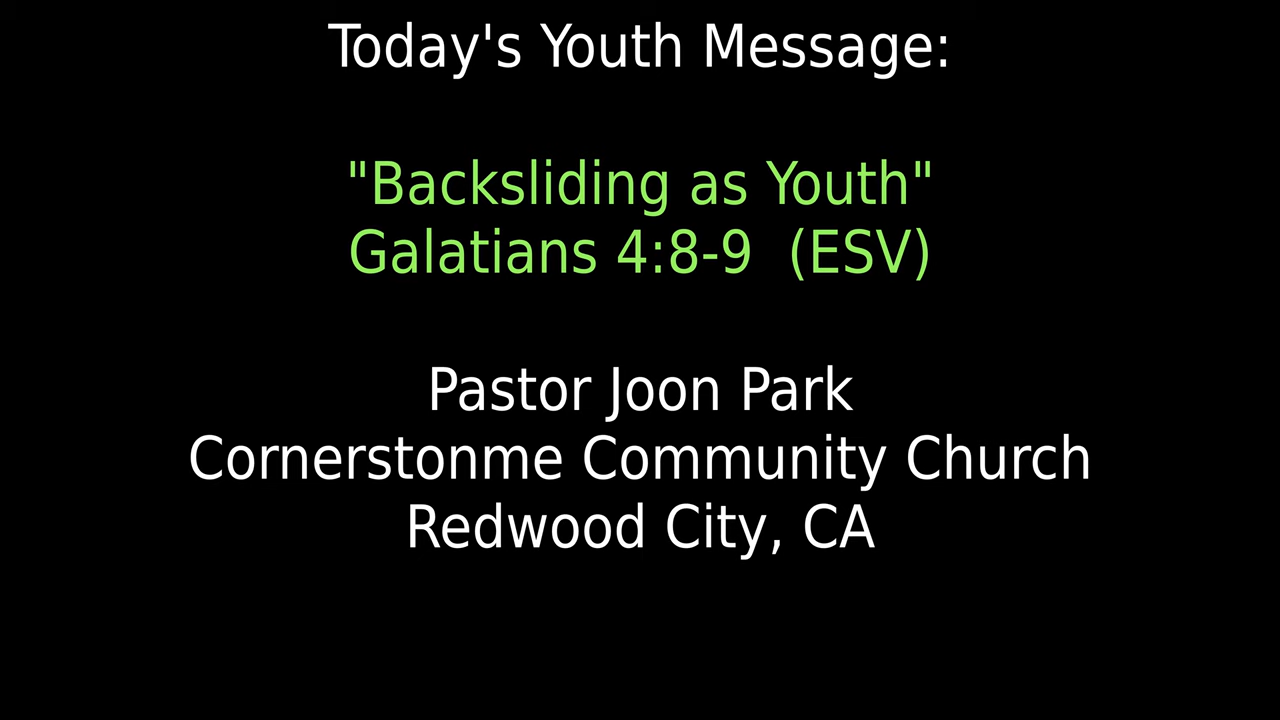 Today's Youth Message:
"Backsliding as Youth"
Galatians 4:8-9  (ESV)
Pastor Joon Park
Cornerstonme Community Church
Redwood City, CA